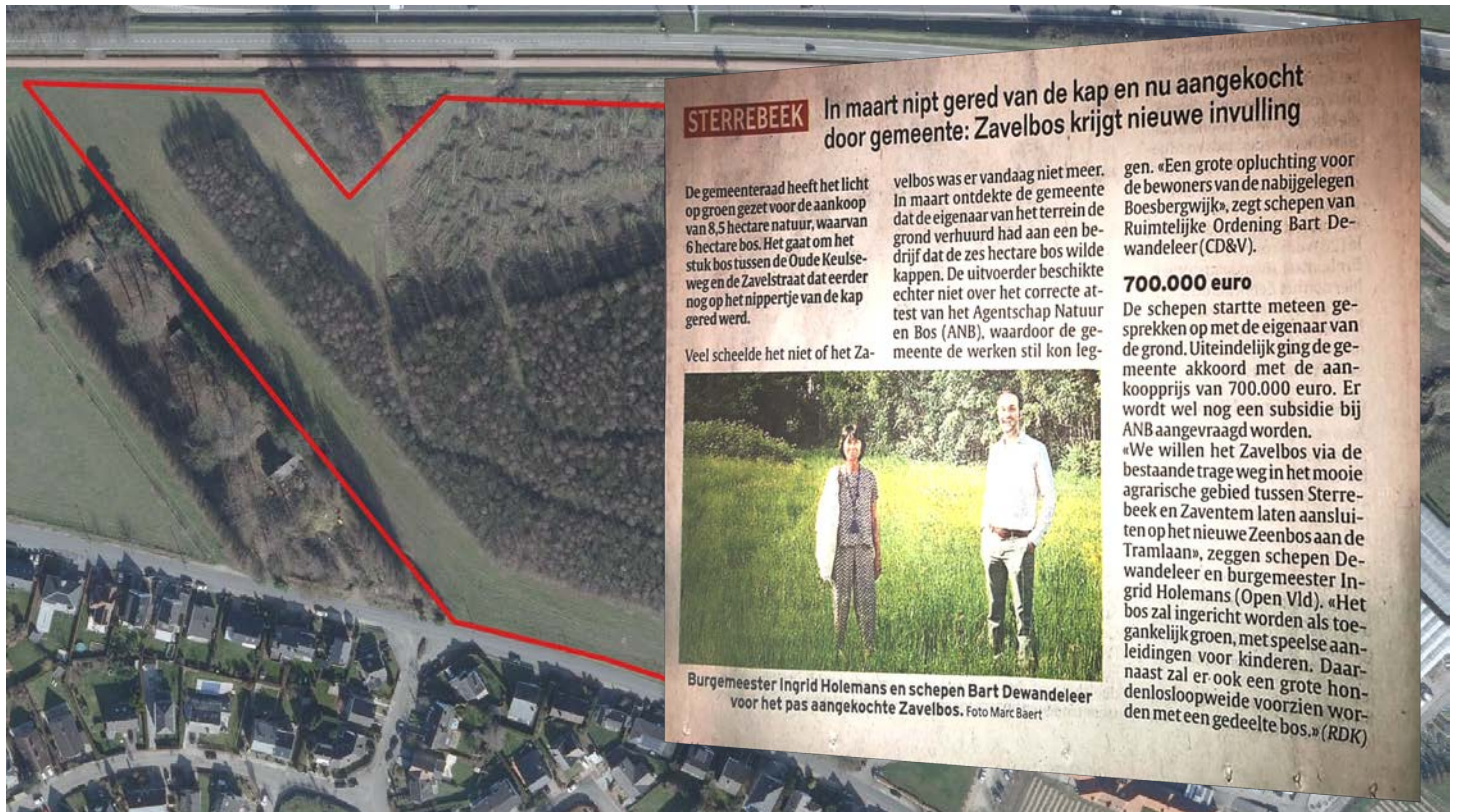 STERREBEEK
In maart nipt gered van de kap en nu aangekocht
door gemeente: Zavelbos krijgt nieuwe invulling
De gemeenteraad heeft het licht
op groen gezet voor de aankoop
van 8,5 hectare natuur, waarvan
6 hectare bos. Het gaat om het
stuk bos tussen de Oude Keulse-
weg en de Zavelstraat dat eerder
nog op het nippertje van de kap
gered werd.
Veel scheelde het niet of het Za-
velbos was er vandaag niet meer.
In maart ontdekte de gemeente
dat de eigenaar van het terrein de
grond verhuurd had aan een be-
drijf dat de zes hectare bos wilde
kappen. De uitvoerder beschikte
echter niet over het correcte at-
test van het Agentschap Natuur
en Bos (ANB), waardoor de ge-
meente de werken stil kon leg-
gen. «Een grote opluchting voor
de bewoners van de nabijgelegen
Boesbergwijk», zegt schepen van
Ruimtelijke Ordening Bart De-
wandeleer (CD&V).
700.000 euro
De schepen startte meteen ge-
sprekken op met de eigenaar van
de grond. Uiteindelijk ging de ge-
meente akkoord met de aan-
koopprijs van 700.000 euro. Er
wordt wel nog een subsidie bij
ANB aangevraagd worden.
«We willen het Zavelbos via de
bestaande trage weg in het mooie
agrarische gebied tussen Sterre-
beek en Zaventem laten aanslui-
ten op het nieuwe Zeenbos aan de
Tramlaan», zeggen schepen De-
wandeleer en burgemeester In-
grid Holemans (Open Vld). «Het
bos zal ingericht worden als toe-
gankelijk groen, met speelse aan-
leidingen voor kinderen. Daar-
naast zal er ook een grote hon-
denlosloopweide voorzien wor-
den met een gedeelte bos.» (RDK)
Burgemeester Ingrid Holemans en schepen Bart Dewandeleer
voor het pas aangekochte Zavelbos. Foto Marc Baert